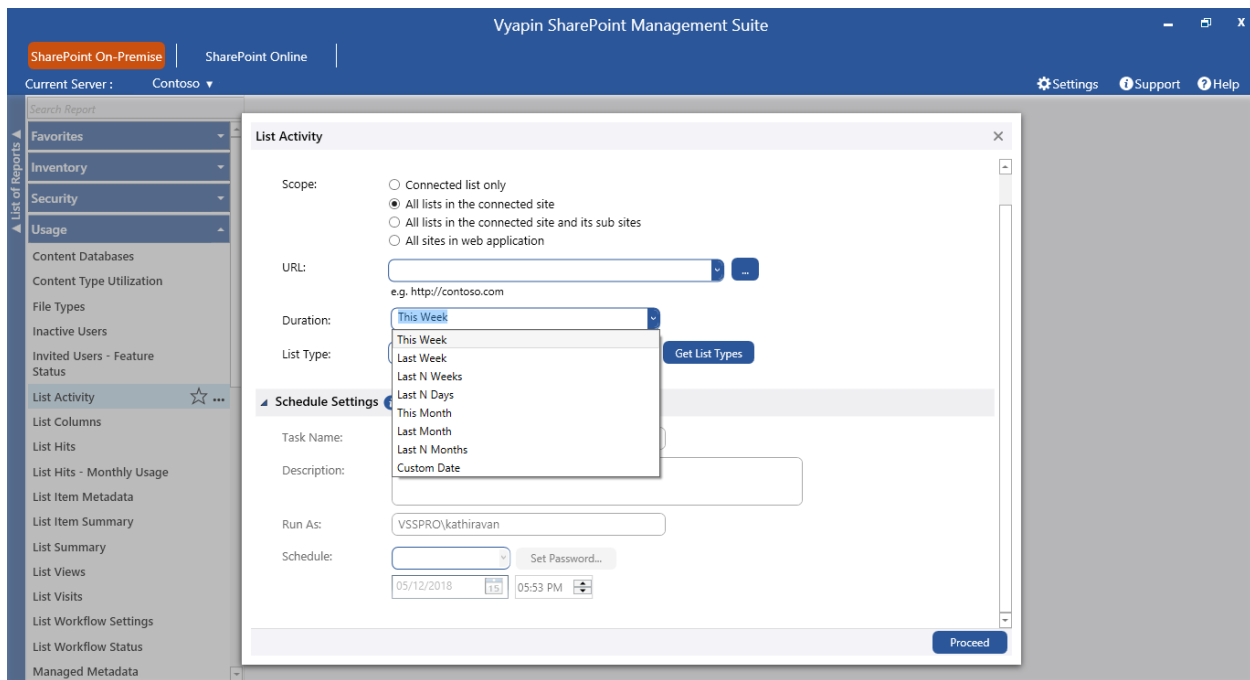 Vyapin SharePoint Management Suite
SharePoint On-Premise
SharePoint Online
Current Server :
Contoso
Settings
Support
Help
List of Reports
Search Report
Favorites
Inventory
Security
Usage
Content Databases
Content Type Utilization
File Types
Inactive Users
Invited Users - Feature
Status
List Activity
List Columns
List Hits
List Hits - Monthly Usage
List Item Metadata
List Item Summary
List Summary
List Views
List Visits
List Workflow Settings
List Workflow Status
Managed Metadata
List Activity
Scope:
Connected list only
All lists in the connected site
All lists in the connected site and its sub sites
All sites in web application
URL:
...
e.g. http://contoso.com
Duration:
This Week
This Week
Last Week
Last N Weeks
Last N Days
This Month
Last Month
Last N Months
Custom Date
List Type:
Get List Types
Schedule Settings
Task Name:
Description:
Run As:
VSSPRO\kathiravan
Schedule:
Set Password...
05/12/2018
15
05:53 PM
Proceed